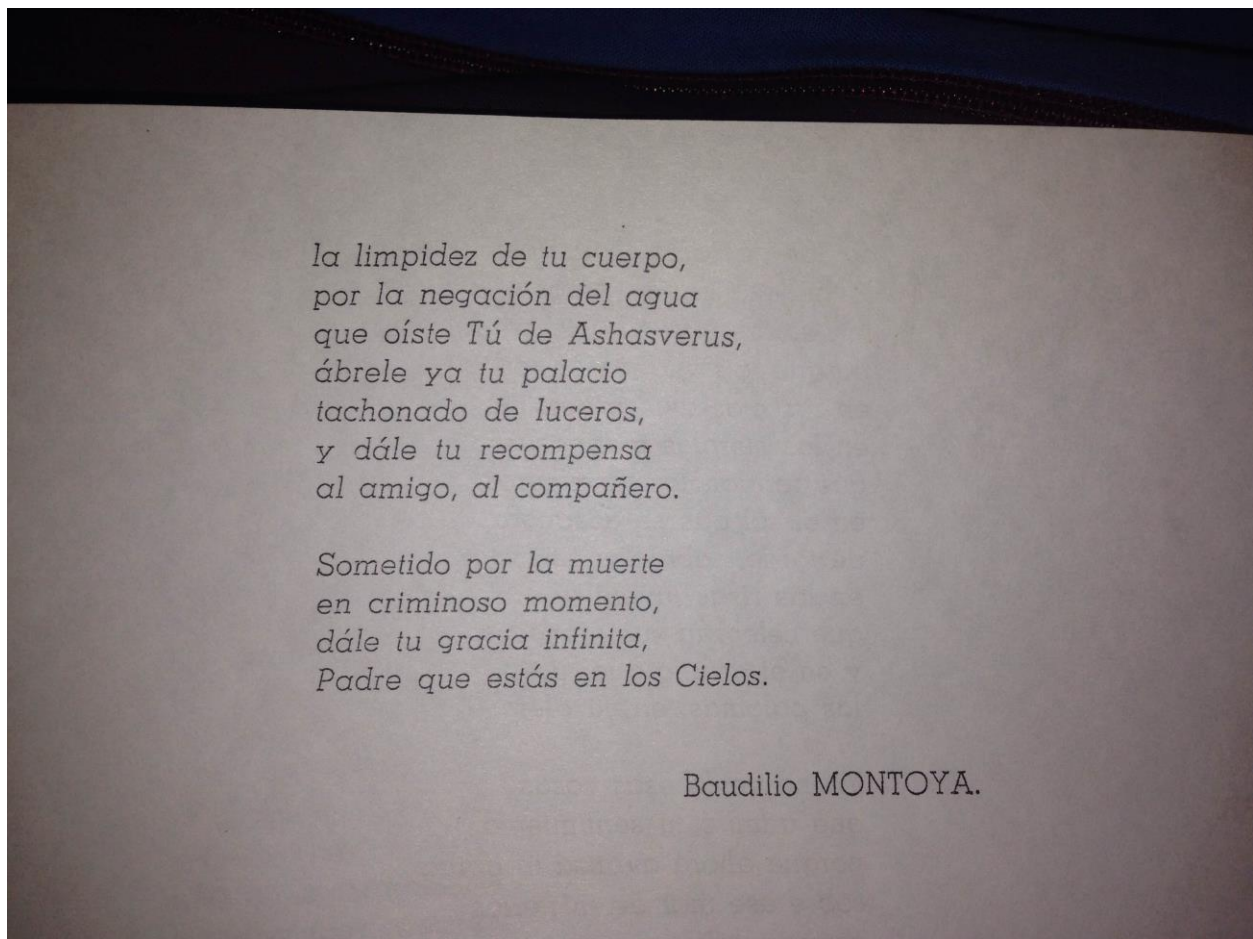 la limpidez de tu cuerpo,
por la negación del agua
que oíste Tú de Ashasverus,
ábrele ya tu palacio
tachonado de luceros,
y dále tu recompensa
al amigo, al compañero.
Sometido por la muerte
en criminoso momento,
dále tu gracia infinita,
Padre que estás en los Cielos.
Baudilio MONTOYA.